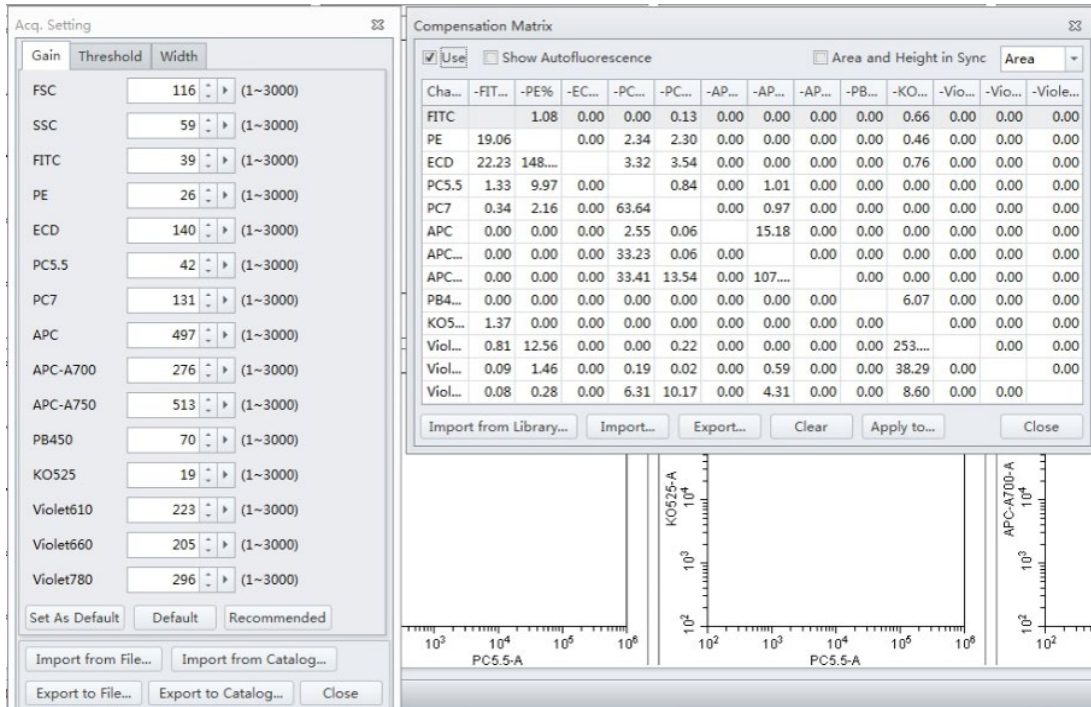 Acq. Setting
Gain Threshold Width
FSC 116 (1~3000)
SSC 59 (1~3000)
FITC 39 (1~3000)
PE 26 (1~3000)
ECD 140 (1~3000)
PC5.5 42 (1~3000)
PC7 131 (1~3000)
APC 497 (1~3000)
APC-A700 276 (1~3000)
APC-A750 513 (1~3000)
PB450 70 (1~3000)
KO525 19 (1~3000)
Violet610 223 (1~3000)
Violet660 205 (1~3000)
Violet780 296 (1~3000)
Set As Default Default Recommended
Import from File... Import from Catalog...
Export to File... Export to Catalog... Close
Compensation Matrix
Use Show Autofluorescence Area and Height in Sync Area
Cha... -FIT... -PE% -EC... -PC... -PC... -AP... -AP... -AP... -PB... -KO... -Vio... -Vio... -Viole...
FITC 1.08 0.00 0.00 0.13 0.00 0.00 0.00 0.00 0.66 0.00 0.00 0.00
PE 19.06 0.00 2.34 2.30 0.00 0.00 0.00 0.00 0.46 0.00 0.00 0.00
ECD 22.23 148.... 3.32 3.54 0.00 0.00 0.00 0.00 0.76 0.00 0.00 0.00
PC5.5 1.33 9.97 0.00 0.84 0.00 1.01 0.00 0.00 0.00 0.00 0.00 0.00
PC7 0.34 2.16 0.00 63.64 0.00 0.97 0.00 0.00 0.00 0.00 0.00 0.00
APC 0.00 0.00 0.00 2.55 0.06 15.18 0.00 0.00 0.00 0.00 0.00 0.00
APC... 0.00 0.00 0.00 33.23 0.06 0.00 0.00 0.00 0.00 0.00 0.00 0.00
APC... 0.00 0.00 0.00 33.41 13.54 0.00 107.... 0.00 0.00 0.00 0.00 0.00
PB4... 0.00 0.00 0.00 0.00 0.00 0.00 0.00 0.00 6.07 0.00 0.00 0.00
KO5... 1.37 0.00 0.00 0.00 0.00 0.00 0.00 0.00 0.00 0.00 0.00 0.00
Viol... 0.81 12.56 0.00 0.00 0.22 0.00 0.00 0.00 0.00 253.... 0.00 0.00
Viol... 0.09 1.46 0.00 0.19 0.02 0.00 0.59 0.00 0.00 38.29 0.00 0.00
Viol... 0.08 0.28 0.00 6.31 10.17 0.00 4.31 0.00 0.00 8.60 0.00 0.00
Import from Library... Import... Export... Clear Apply to... Close
10³ 10⁴ 10⁵ 10⁶
PC5.5-A
KO525-A
10⁴
10³
10²
10² 10³ 10⁴ 10⁵ 10⁶
PC5.5-A
APC-A700-A
10⁴
10³
10²
10²